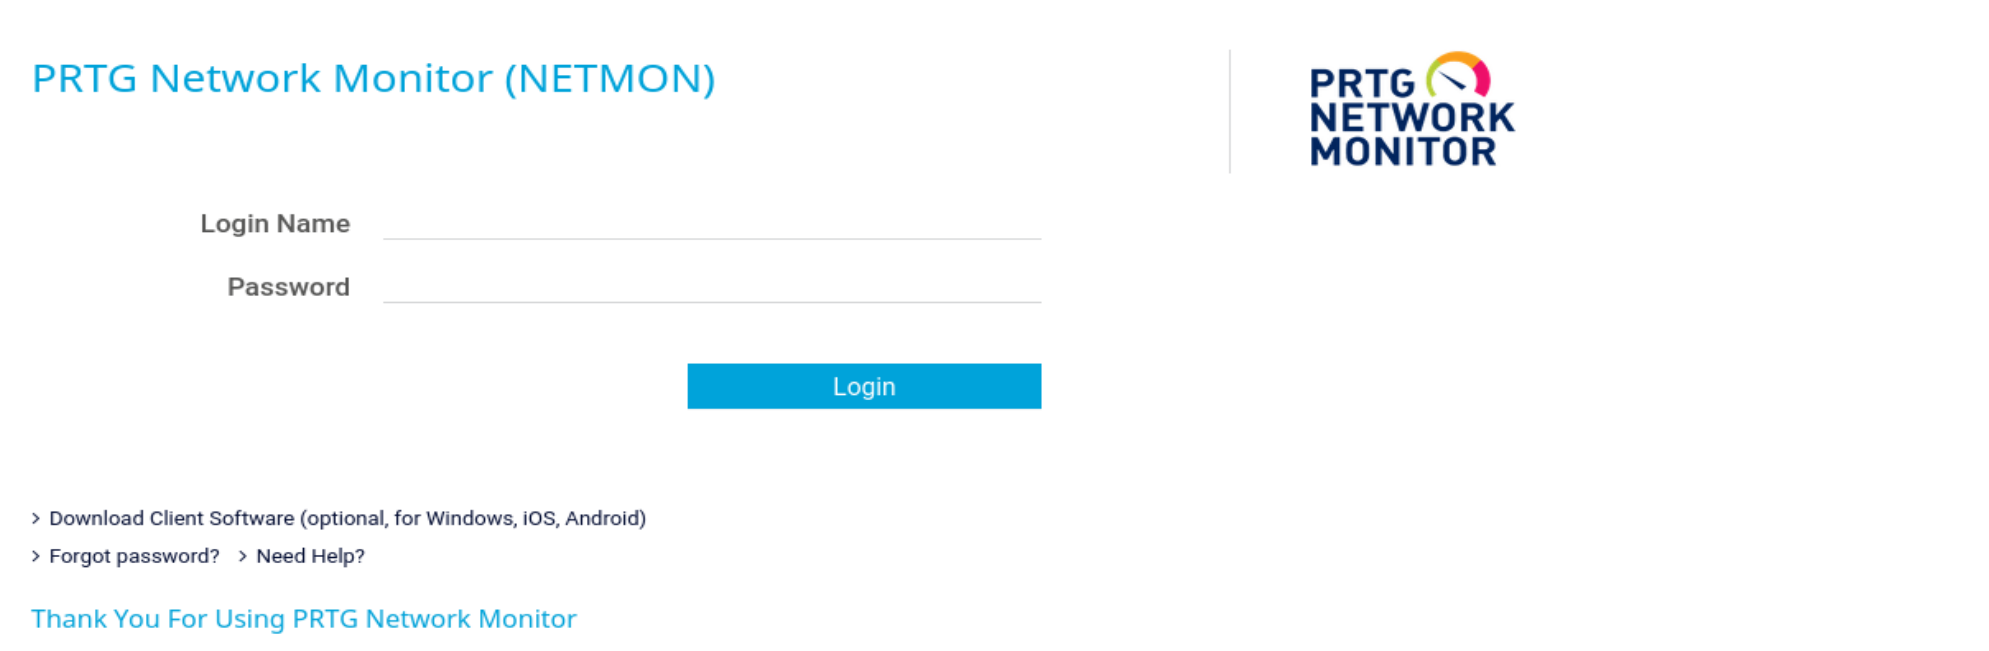 PRTG Network Monitor (NETMON)
PRTG
NETWORK
MONITOR
Login Name
Password
Login
> Download Client Software (optional, for Windows, iOS, Android)
> Forgot password? > Need Help?
Thank You For Using PRTG Network Monitor